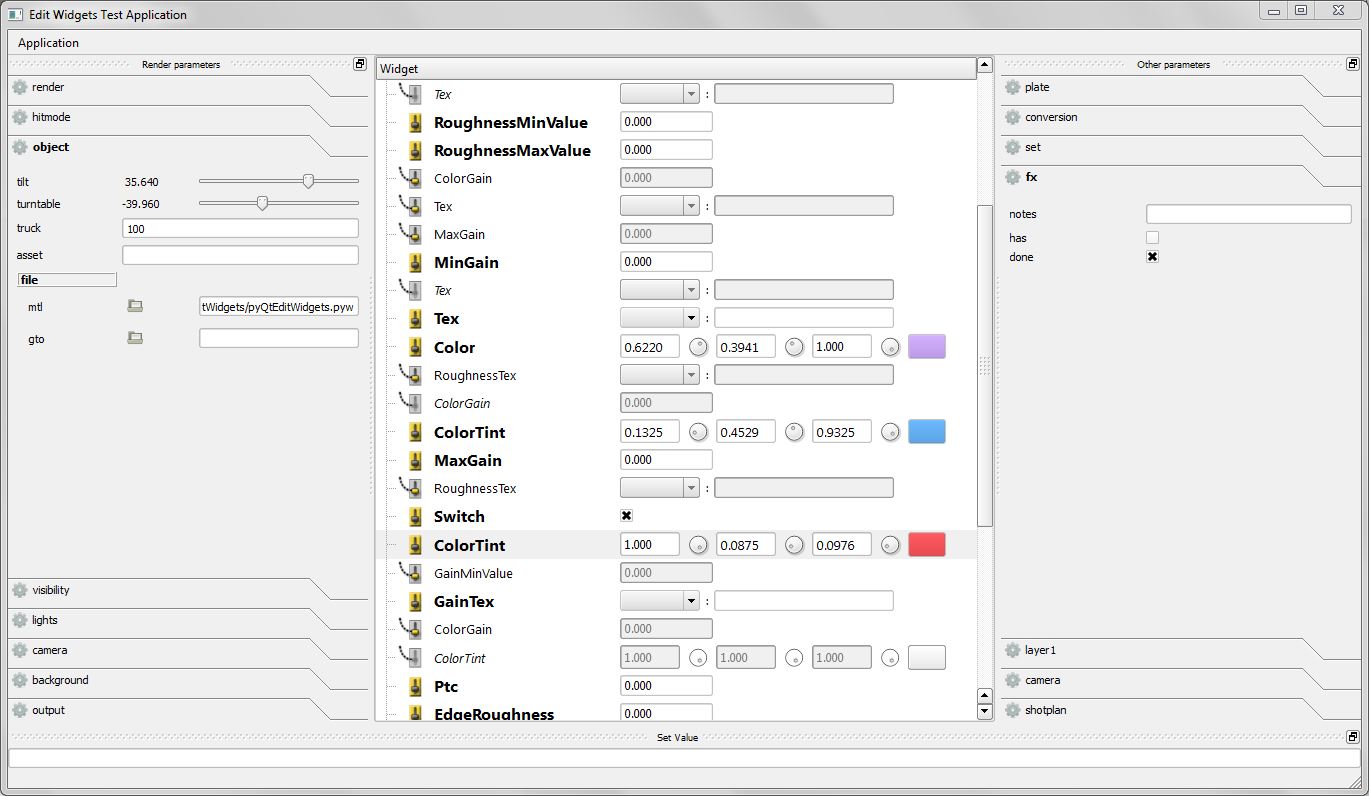 Edit Widgets Test Application
Application
Render parameters
render
hitmode
object
tilt 35.640
turntable -39.960
truck 100
asset
file
mtl tWidgets/pyQtEditWidgets.pyw
gto
visibility
lights
camera
background
output
Widget
Tex :
RoughnessMinValue 0.000
RoughnessMaxValue 0.000
ColorGain 0.000
Tex :
MaxGain 0.000
MinGain 0.000
Tex :
Tex :
Color 0.6220 0.3941 1.000
RoughnessTex :
ColorGain 0.000
ColorTint 0.1325 0.4529 0.9325
MaxGain 0.000
RoughnessTex :
Switch
ColorTint 1.000 0.0875 0.0976
GainMinValue 0.000
GainTex :
ColorGain 0.000
ColorTint 1.000 1.000 1.000
Ptc 0.000
EdgeRoughness 0.000
Other parameters
plate
conversion
set
fx
notes
has
done
layer1
camera
shotplan
Set Value